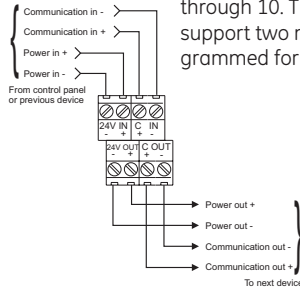 Communication in -
through 10. T
Communication in +
support two r
Power in +
grammed for
Power in -
From control panel
or previous device
24V IN C IN
- + + -
24V OUT C OUT
- + + -
Power out +
Power out -
Communication out -
Communication out +
To next device